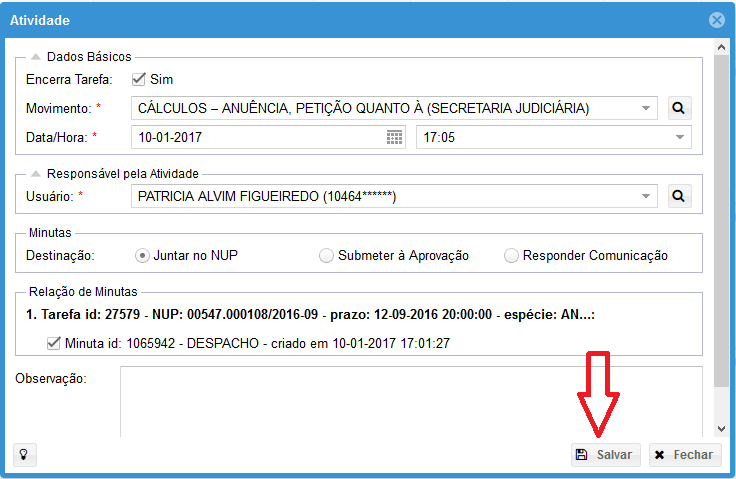 Atividade
Dados Básicos
Encerra Tarefa: Sim
Movimento: * CÁLCULOS – ANUÊNCIA, PETIÇÃO QUANTO À (SECRETARIA JUDICIÁRIA)
Data/Hora: * 10-01-2017 17:05
Responsável pela Atividade
Usuário: * PATRICIA ALVIM FIGUEIREDO (10464******)
Minutas
Destinação: Juntar no NUP Submeter à Aprovação Responder Comunicação
Relação de Minutas
1. Tarefa id: 27579 - NUP: 00547.000108/2016-09 - prazo: 12-09-2016 20:00:00 - espécie: AN...:
Minuta id: 1065942 - DESPACHO - criado em 10-01-2017 17:01:27
Observação:
Salvar Fechar